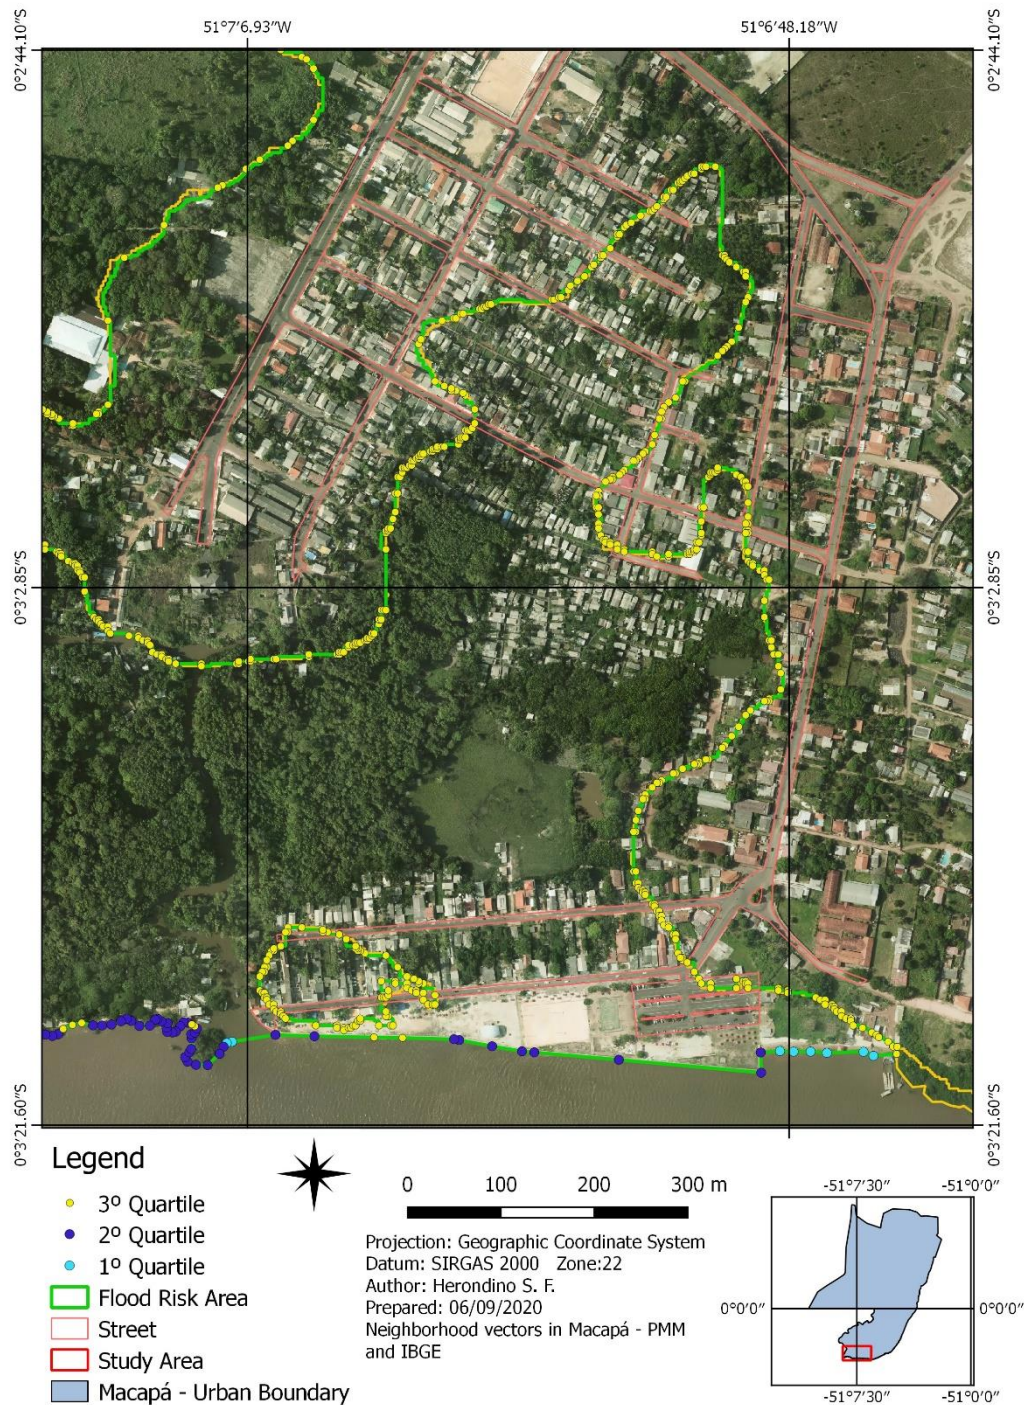 51°7′6.93″W
51°6′48.18″W
0°2′44.10″S
0°2′44.10″S
0°3′2.85″S
0°3′2.85″S
0°3′21.60″S
0°3′21.60″S
Legend
3º Quartile
2º Quartile
1º Quartile
Flood Risk Area
Street
Study Area
Macapá - Urban Boundary
0 100 200 300 m
Projection: Geographic Coordinate System
Datum: SIRGAS 2000 Zone:22
Author: Herondino S. F.
Prepared: 06/09/2020
Neighborhood vectors in Macapá - PMM
and IBGE
-51°7′30″ -51°0′0″
0°0′0″
0°0′0″
-51°7′30″ -51°0′0″